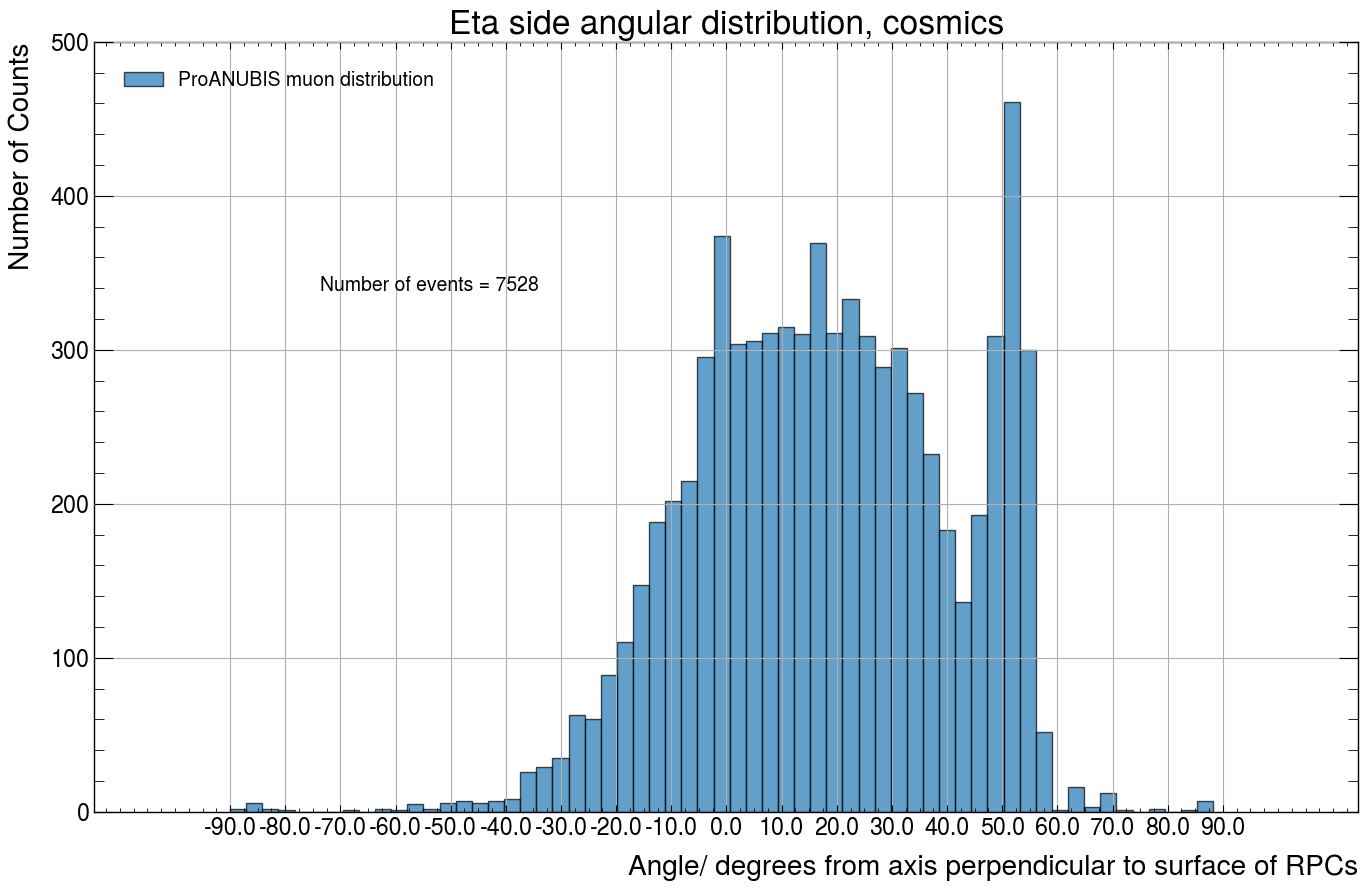 Eta side angular distribution, cosmics
Number of Counts
500
400
300
200
100
0
ProANUBIS muon distribution
Number of events = 7528
-90.0 -80.0 -70.0 -60.0 -50.0 -40.0 -30.0 -20.0 -10.0 0.0 10.0 20.0 30.0 40.0 50.0 60.0 70.0 80.0 90.0
Angle/ degrees from axis perpendicular to surface of RPCs